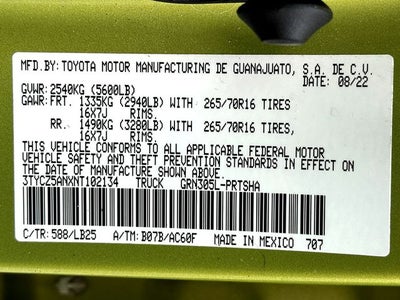 MFD.BY: TOYOTA MOTOR MANUFACTURING DE GUANAJUATO, S.A. DE C.V.
DATE: 08/22
GVWR: 2540KG (5600LB)
GAWR: FRT. 1335KG (2940LB) WITH 265/70R16 TIRES
16X7J RIMS.
RR. 1490KG (3280LB) WITH 265/70R16 TIRES,
16X7J RIMS.
THIS VEHICLE CONFORMS TO ALL APPLICABLE FEDERAL MOTOR
VEHICLE SAFETY AND THEFT PREVENTION STANDARDS IN EFFECT ON
THE DATE OF MANUFACTURE SHOWN ABOVE.
3TYCZ5ANXNT102134 TRUCK GRN305L-PRTSHA
C/TR: 588/LB25 A/TM: B07B/AC60F MADE IN MEXICO 707